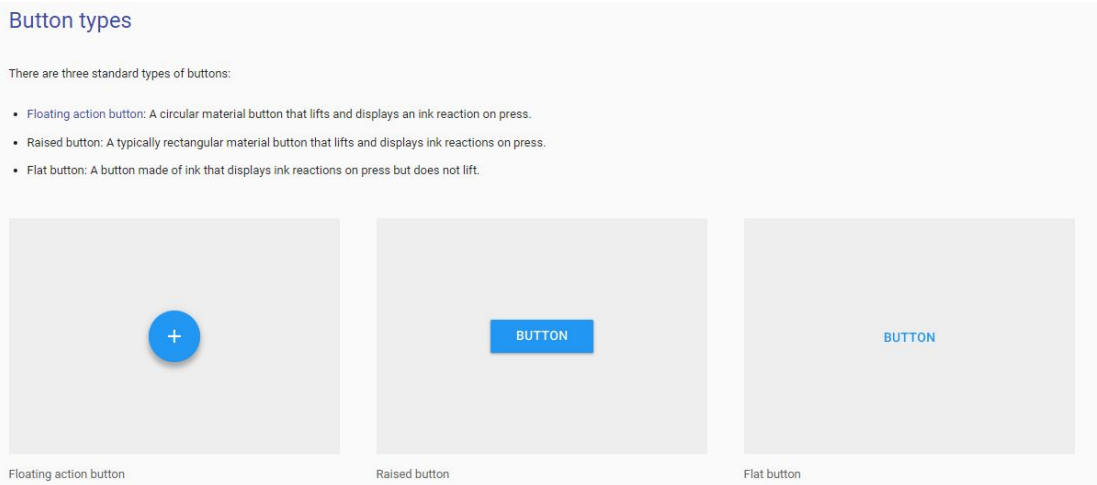 Button types
There are three standard types of buttons:
• Floating action button: A circular material button that lifts and displays an ink reaction on press.
• Raised button: A typically rectangular material button that lifts and displays ink reactions on press.
• Flat button: A button made of ink that displays ink reactions on press but does not lift.
+
BUTTON
BUTTON
Floating action button
Raised button
Flat button